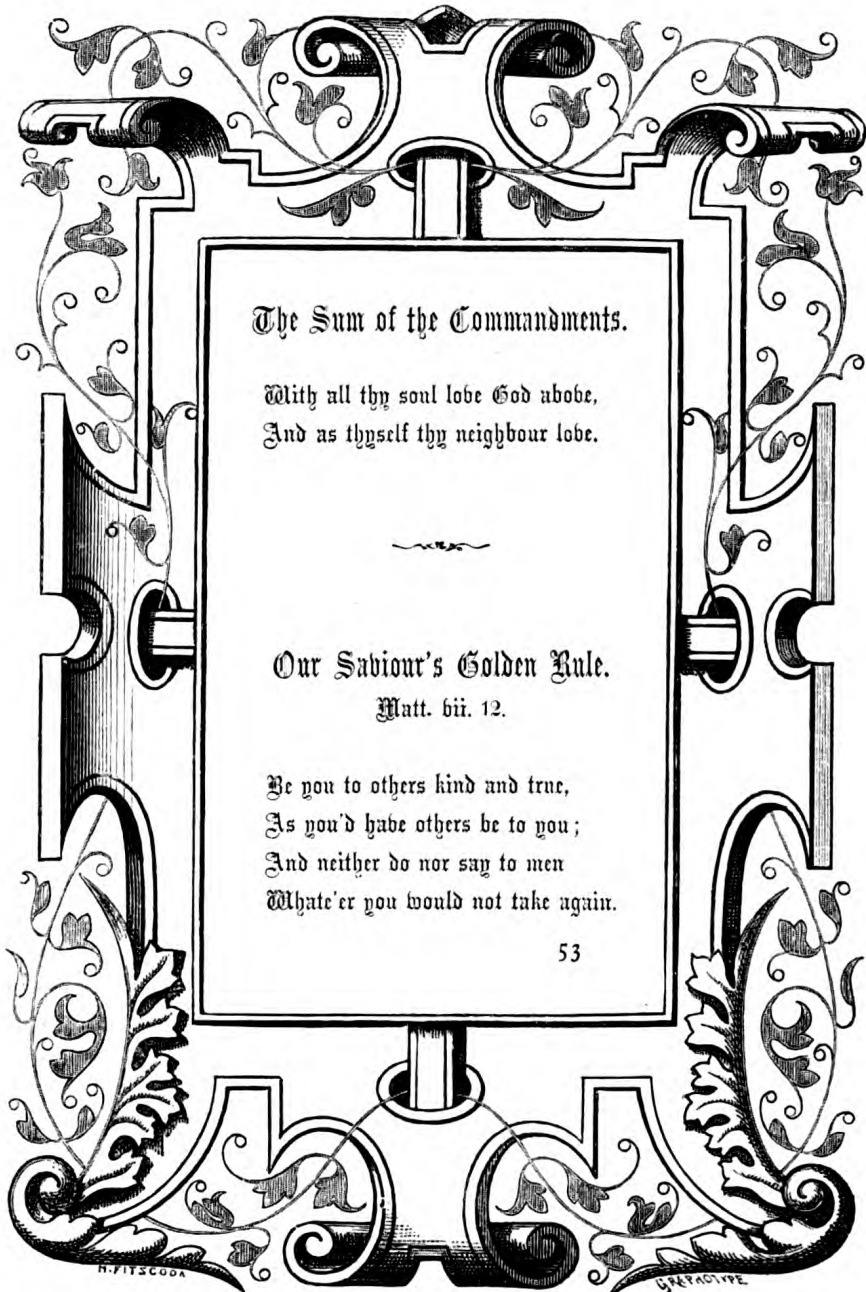 The Sum of the Commandments.
With all thy soul love God above,
And as thyself thy neighbour love.
Our Saviour's Golden Rule.
Matt. vii. 12.
Be you to others kind and true,
As you'd have others be to you;
And neither do nor say to men
Whate'er you would not take again.
53
H. FITSCOOK
GRAPHOTYPE